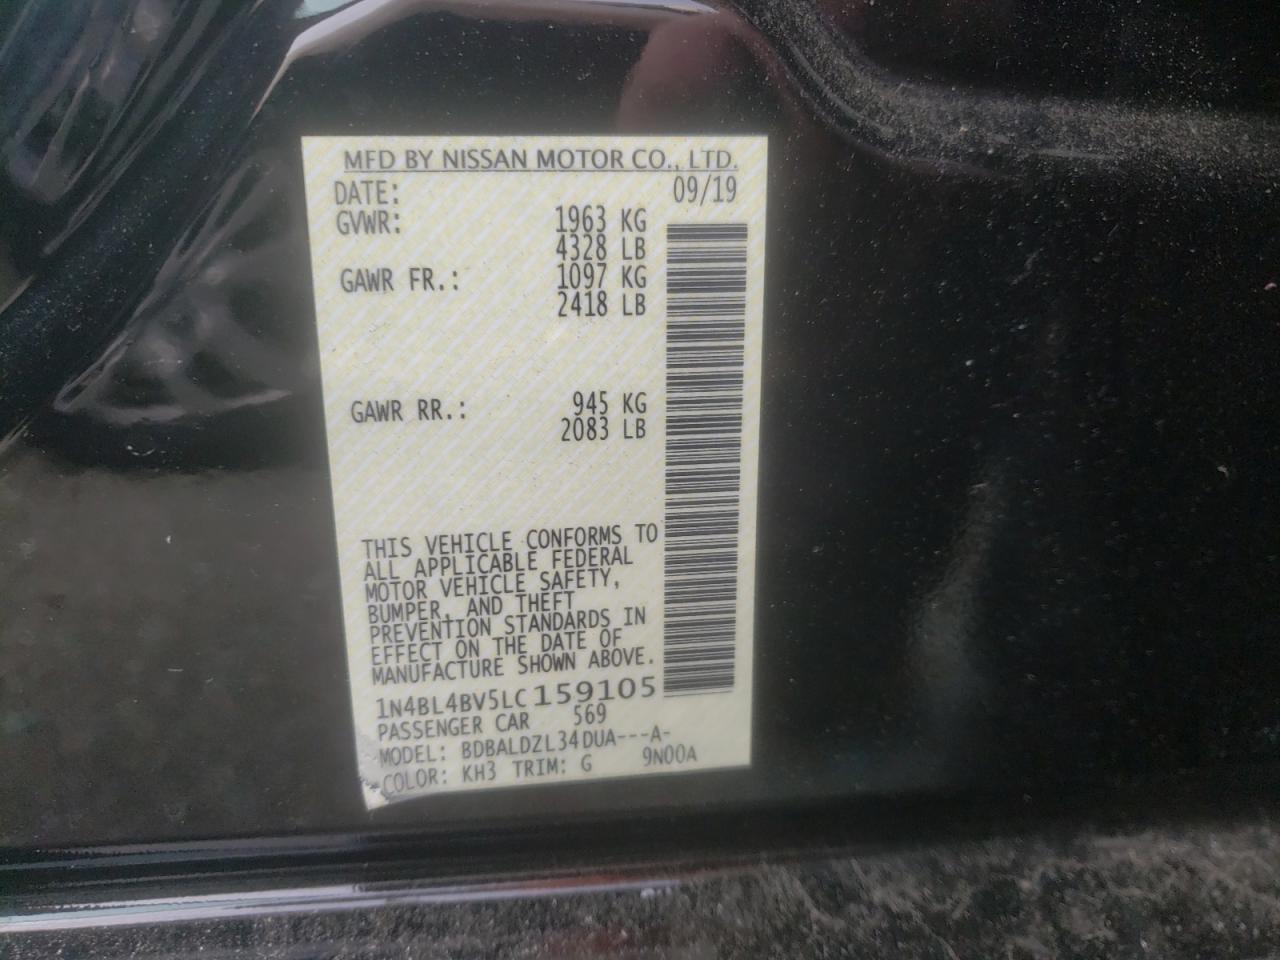 MFD BY NISSAN MOTOR CO., LTD.
DATE: 09/19
GVWR: 1963 KG
4328 LB
GAWR FR.: 1097 KG
2418 LB
GAWR RR.: 945 KG
2083 LB
THIS VEHICLE CONFORMS TO
ALL APPLICABLE FEDERAL
MOTOR VEHICLE SAFETY,
BUMPER, AND THEFT
PREVENTION STANDARDS IN
EFFECT ON THE DATE OF
MANUFACTURE SHOWN ABOVE.
1N4BL4BV5LC159105
PASSENGER CAR 569
MODEL: BDBALDZL34DUA---A-
COLOR: KH3 TRIM: G 9N00A